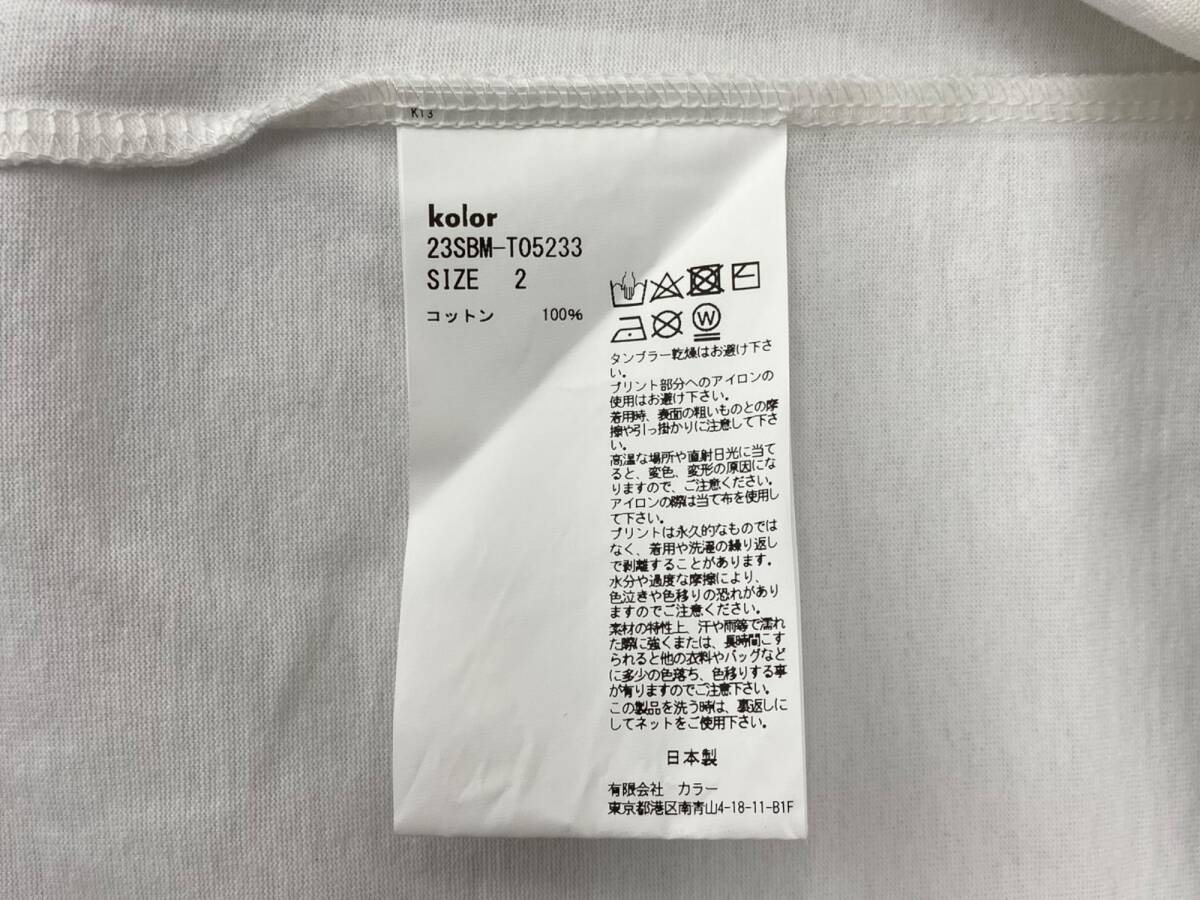 K13
kolor
23SBM-T05233
SIZE 2
コットン 100%
W
タンブラー乾燥はお避け下さ
い。
プリント部分へのアイロンの
使用はお避け下さい。
着用時、表面の粗いものとの摩
擦や引っ掛かりに注意して下さ
い。
高温な場所や直射日光に当て
ると、変色、変形の原因にな
りますので、ご注意ください。
アイロンの際は当て布を使用し
て下さい。
プリントは永久的なものでは
なく、着用や洗濯の繰り返し
で剥離することがあります。
水分や過度な摩擦により、
色泣きや色移りの恐れがあり
ますのでご注意ください。
素材の特性上、汗や雨等で濡れ
た際に強くまたは、長時間こす
られると他の衣料やバッグなど
に多少の色落ち、色移りする事
が有りますのでご注意下さい。
この製品を洗う時は、裏返しに
してネットをご使用下さい。
日本製
有限会社 カラー
東京都港区南青山4-18-11-B1F